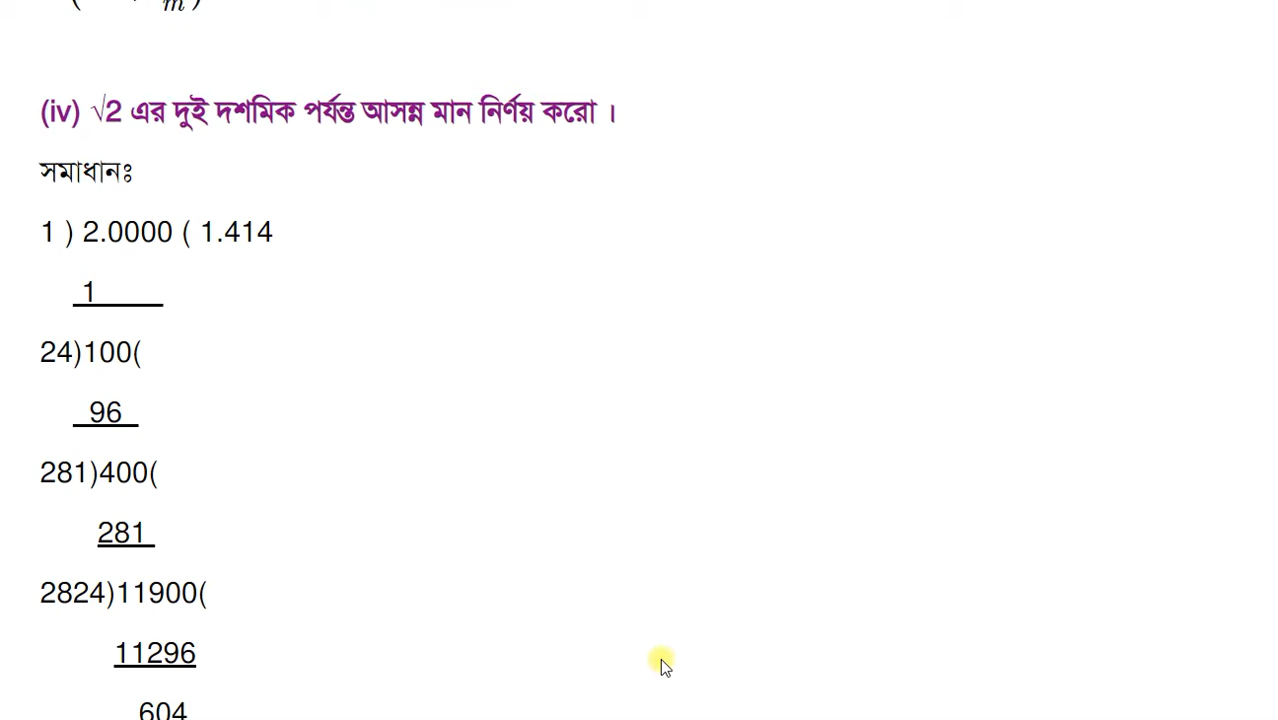 m
(iv) √2 এর দুই দশমিক পর্যন্ত আসন্ন মান নির্ণয় করো ।
সমাধানঃ
1 ) 2.0000 ( 1.414
1
24)100(
96
281)400(
281
2824)11900(
11296
604